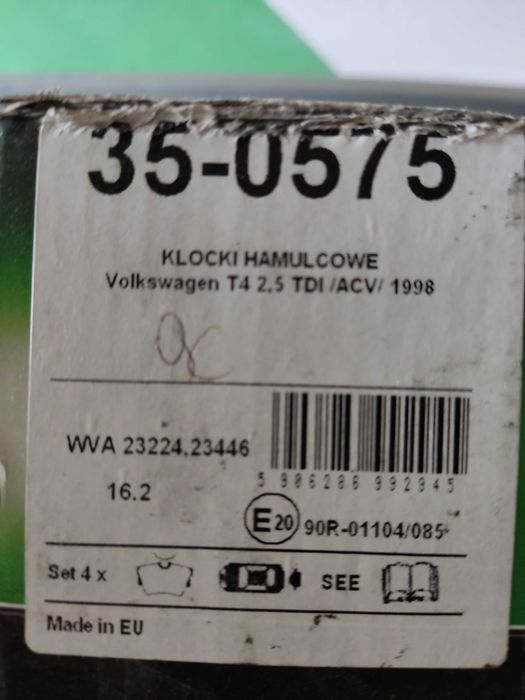 35-0575
KLOCKI HAMULCOWE
Volkswagen T4 2,5 TDI /ACV/ 1998
WVA 23224,23446
5 906286 992945
16.2
E 20 90R-01104/085
Set 4 x SEE
Made in EU